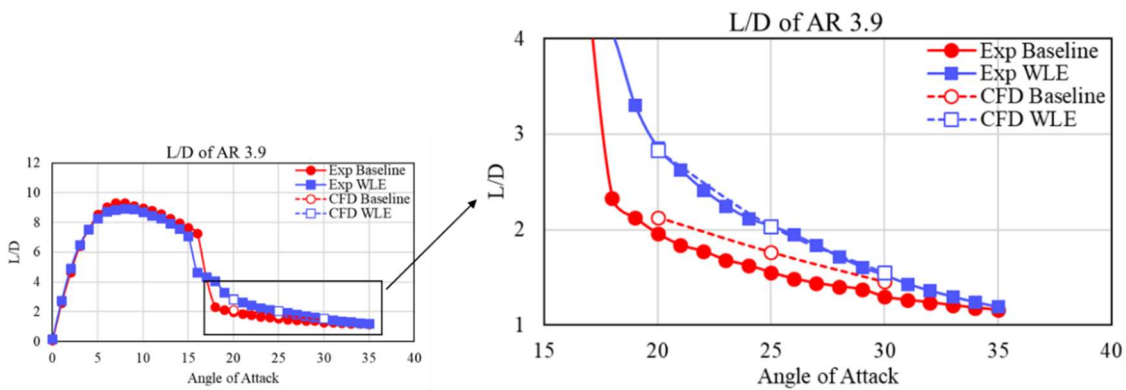 L/D of AR 3.9
12
10
8
6
4
2
0
L/D
0 5 10 15 20 25 30 35 40
Angle of Attack
Exp Baseline
Exp WLE
CFD Baseline
CFD WLE
L/D of AR 3.9
4
3
2
1
L/D
15 20 25 30 35 40
Angle of Attack
Exp Baseline
Exp WLE
CFD Baseline
CFD WLE